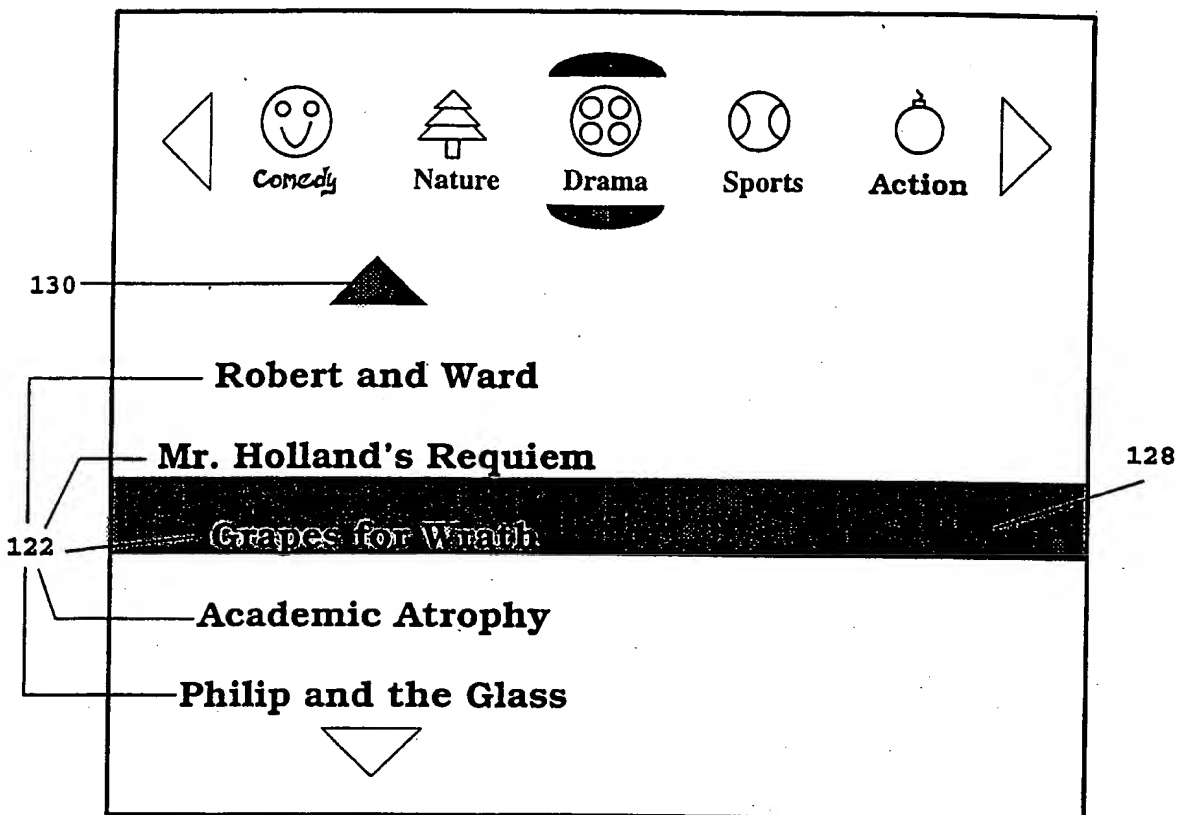 Comedy Nature Drama Sports Action
130
Robert and Ward
Mr. Holland's Requiem
128
Grapes for Wrath
122
Academic Atrophy
Philip and the Glass